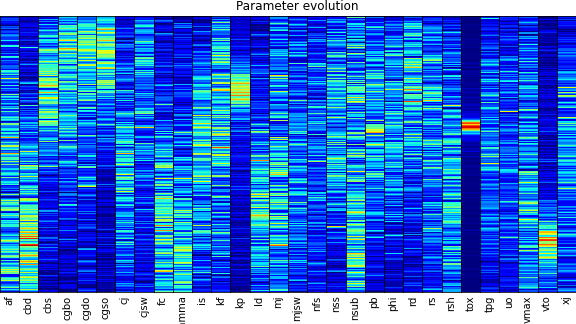 Parameter evolution
af
cbd
cbs
cgbo
cgdo
cgso
cj
cjsw
fc
amma
is
kf
kp
ld
mj
mjsw
nfs
nss
nsub
pb
phi
rd
rs
rsh
tox
tpg
uo
vmax
vto
xj